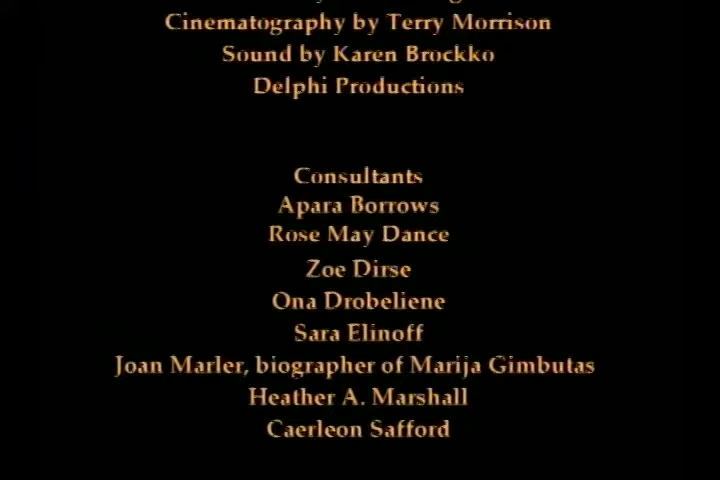 Cinematography by Terry Morrison
Sound by Karen Brockko
Delphi Productions
Consultants
Apara Borrows
Rose May Dance
Zoe Dirse
Ona Drobeliene
Sara Elinoff
Joan Marler, biographer of Marija Gimbutas
Heather A. Marshall
Caerleon Safford